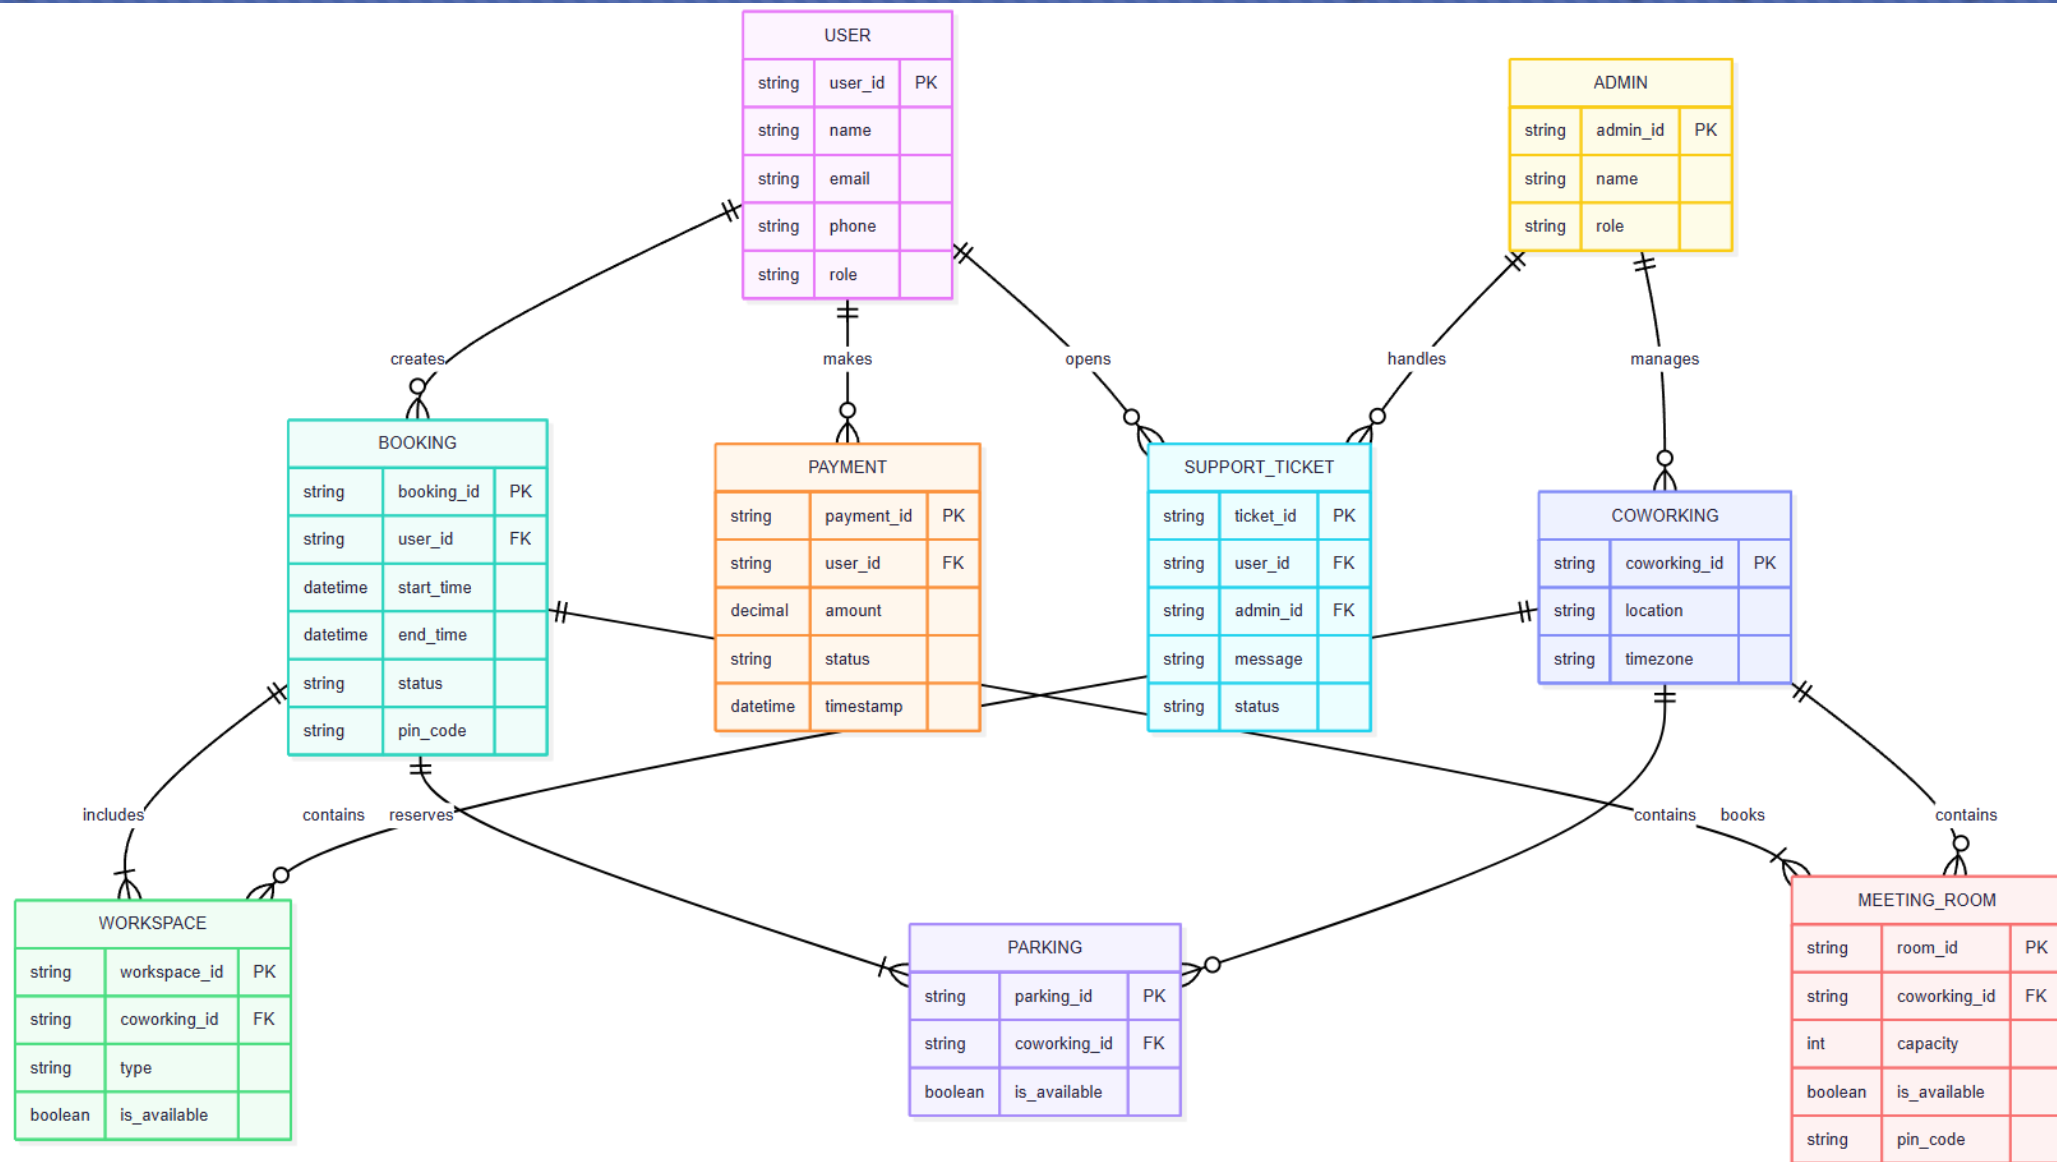 USER
string user_id PK
string name
string email
string phone
string role
ADMIN
string admin_id PK
string name
string role
creates
makes
opens
handles
manages
BOOKING
string booking_id PK
string user_id FK
datetime start_time
datetime end_time
string status
string pin_code
PAYMENT
string payment_id PK
string user_id FK
decimal amount
string status
datetime timestamp
SUPPORT_TICKET
string ticket_id PK
string user_id FK
string admin_id FK
string message
string status
COWORKING
string coworking_id PK
string location
string timezone
includes
contains
reserves
contains
books
contains
WORKSPACE
string workspace_id PK
string coworking_id FK
string type
boolean is_available
PARKING
string parking_id PK
string coworking_id FK
boolean is_available
MEETING_ROOM
string room_id PK
string coworking_id FK
int capacity
boolean is_available
string pin_code